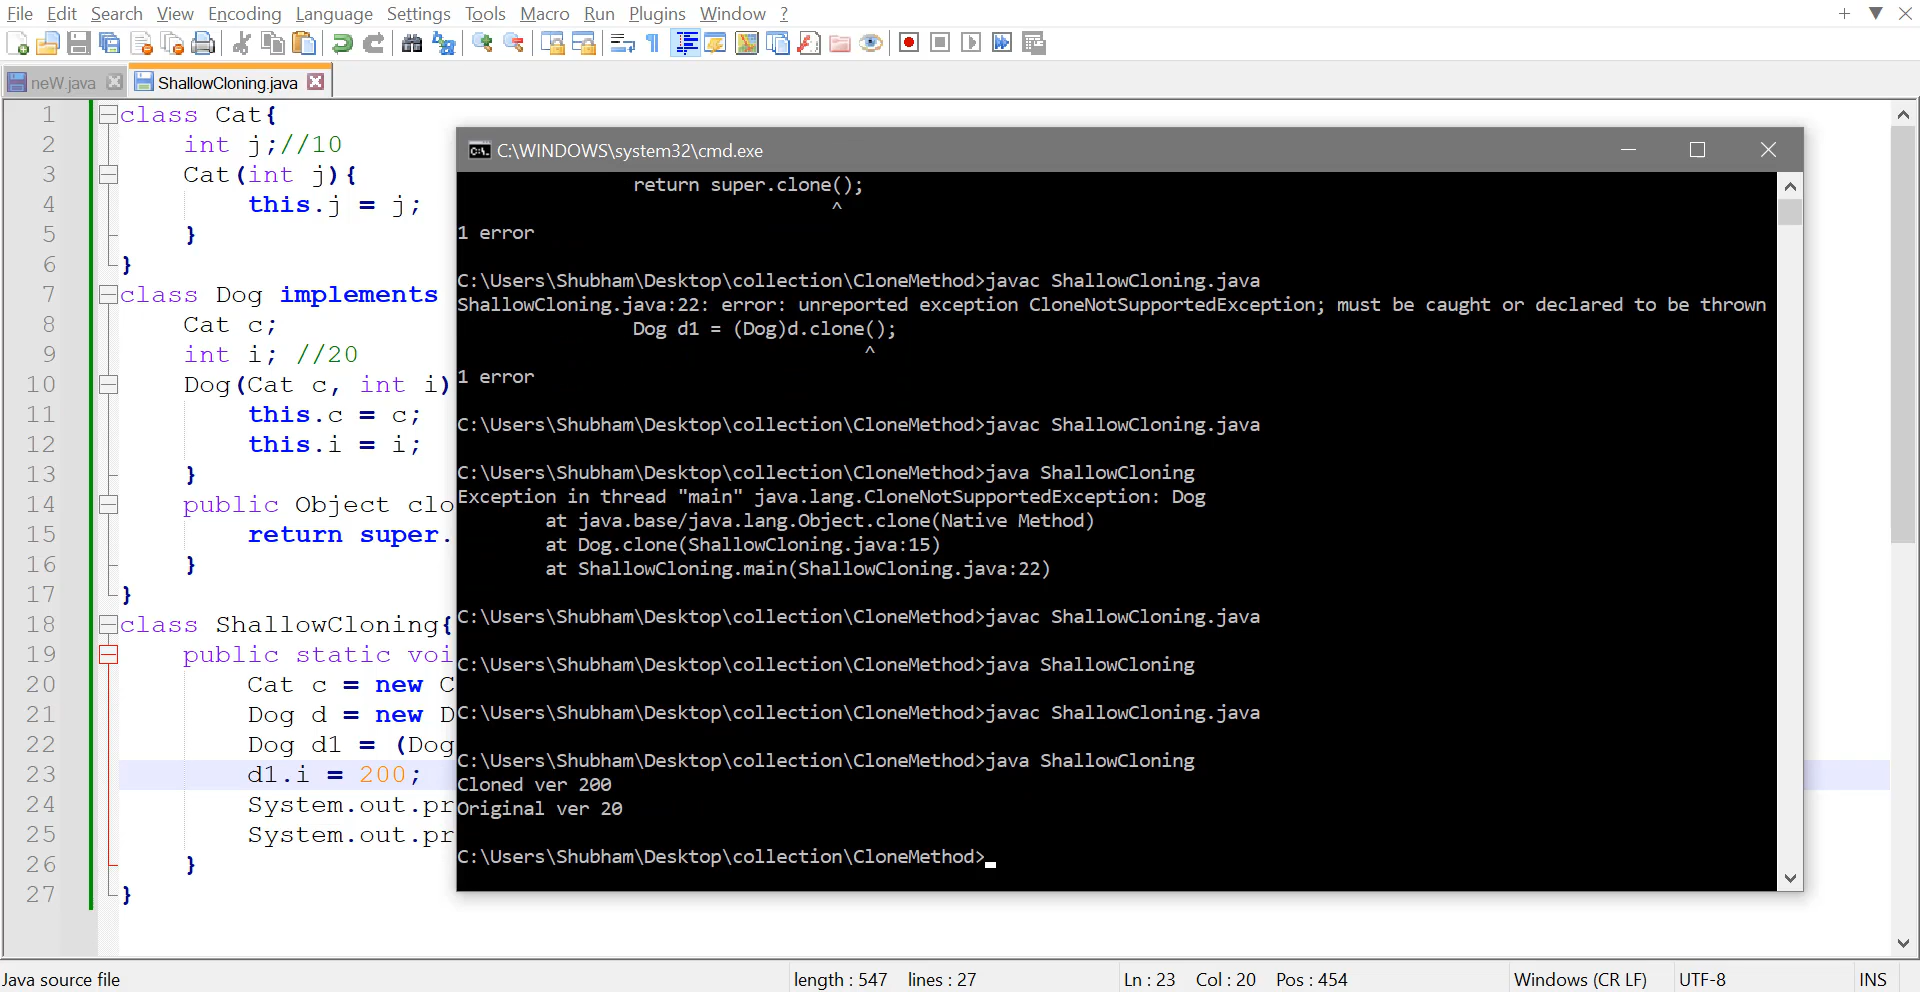 File Edit Search View Encoding Language Settings Tools Macro Run Plugins Window ?
neW.java ShallowCloning.java
1 class Cat{
2 int j;//10
3 Cat(int j){
4 this.j = j;
5 }
6 }
7 class Dog implements
8 Cat c;
9 int i; //20
10 Dog(Cat c, int i)
11 this.c = c;
12 this.i = i;
13 }
14 public Object clo
15 return super.
16 }
17 }
18 class ShallowCloning{
19 public static voi
20 Cat c = new C
21 Dog d = new D
22 Dog d1 = (Dog
23 d1.i = 200;
24 System.out.pr
25 System.out.pr
26 }
27 }
C:\WINDOWS\system32\cmd.exe
return super.clone();
^
1 error
C:\Users\Shubham\Desktop\collection\CloneMethod>javac ShallowCloning.java
ShallowCloning.java:22: error: unreported exception CloneNotSupportedException; must be caught or declared to be thrown
Dog d1 = (Dog)d.clone();
^
1 error
C:\Users\Shubham\Desktop\collection\CloneMethod>javac ShallowCloning.java
C:\Users\Shubham\Desktop\collection\CloneMethod>java ShallowCloning
Exception in thread "main" java.lang.CloneNotSupportedException: Dog
at java.base/java.lang.Object.clone(Native Method)
at Dog.clone(ShallowCloning.java:15)
at ShallowCloning.main(ShallowCloning.java:22)
C:\Users\Shubham\Desktop\collection\CloneMethod>javac ShallowCloning.java
C:\Users\Shubham\Desktop\collection\CloneMethod>java ShallowCloning
C:\Users\Shubham\Desktop\collection\CloneMethod>javac ShallowCloning.java
C:\Users\Shubham\Desktop\collection\CloneMethod>java ShallowCloning
Cloned ver 200
Original ver 20
C:\Users\Shubham\Desktop\collection\CloneMethod>
Java source file length : 547 lines : 27 Ln : 23 Col : 20 Pos : 454 Windows (CR LF) UTF-8 INS